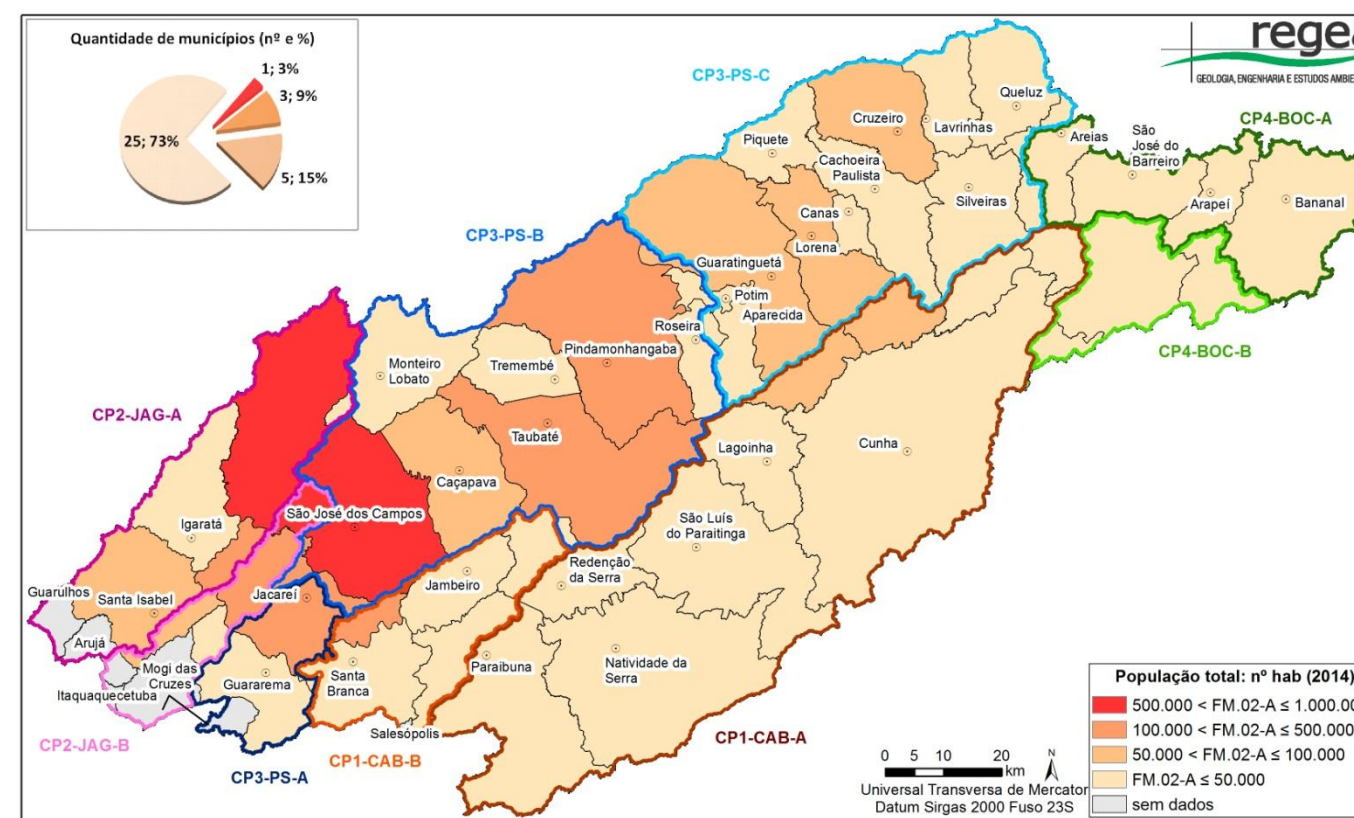 Quantidade de municípios (nº e %)
1; 3%
3; 9%
25; 73%
5; 15%
GEOLOGIA, ENGENHARIA E ESTUDOS
CP3-PS-C
Queluz
Cruzeiro
Lavrinhas
Piquete
CP4-BOC-A
Areias
São
José do
Barreiro
Cachoeira
Paulista
Silveiras
Arapeí
Bananal
Canas
Lorena
CP3-PS-B
Guaratinguetá
Potim
Aparecida
Roseira
CP4-BOC-B
Monteiro
Lobato
Tremembé
Pindamonhangaba
CP2-JAG-A
Taubaté
Lagoinha
Cunha
Caçapava
São José dos Campos
Igaratá
São Luís
do Paraitinga
Redenção
da Serra
Jambeiro
Guarulhos
Santa Isabel
Jacareí
Arujá
Mogi das
Cruzes
Itaquaquecetuba
Guararema
Santa
Branca
Paraibuna
Natividade da
Serra
Salesópolis
CP2-JAG-B
CP3-PS-A
CP1-CAB-B
CP1-CAB-A
0 5 10 20
km
N
Universal Transversa de Mercator
Datum Sirgas 2000 Fuso 23S
População total: nº hab (2014)
500.000 < FM.02-A ≤ 1.000.00
100.000 < FM.02-A ≤ 500.000
50.000 < FM.02-A ≤ 100.000
FM.02-A ≤ 50.000
sem dados